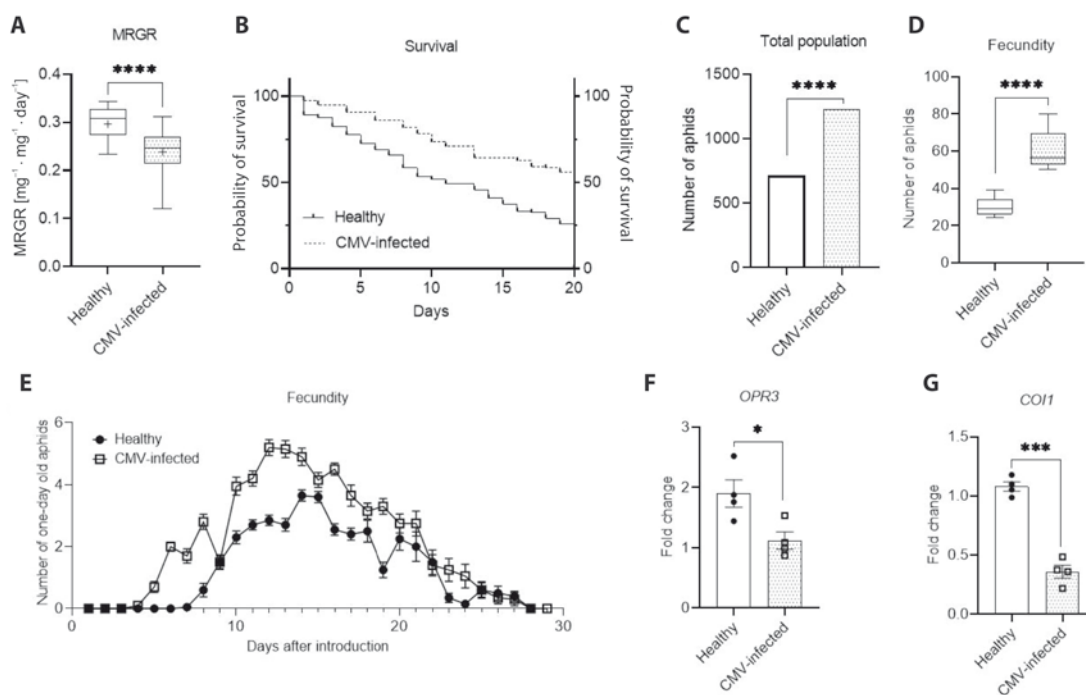 A
MRGR
****
MRGR [mg⁻¹ · mg⁻¹ · day⁻¹]
0.4
0.3
0.2
0.1
0.0
Healthy
CMV-infected
B
Survival
Probability of survival
100
50
0
Healthy
CMV-infected
0 5 10 15 20
Days
100
50
0
Probability of survival
C
Total population
****
Number of aphids
1500
1000
500
0
Helathy
CMV-infected
D
Fecundity
****
Number of aphids
100
80
60
40
20
0
Healthy
CMV-infected
E
Fecundity
Number of one-day old aphids
6
4
2
0
Healthy
CMV-infected
0 10 20 30
Days after introduction
F
OPR3
*
Fold change
3
2
1
0
Healthy
CMV-infected
G
COI1
***
Fold change
1.5
1.0
0.5
0.0
Healthy
CMV-infected